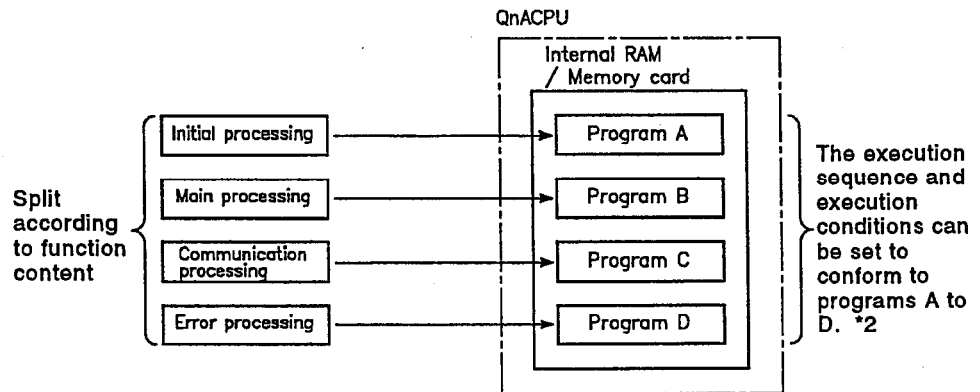 QnACPU
Internal RAM
/ Memory card
Initial processing
Program A
Main processing
Program B
Communication
processing
Program C
Error processing
Program D
Split
according
to function
content
The execution
sequence and
execution
conditions can
be set to
conform to
programs A to
D. *2